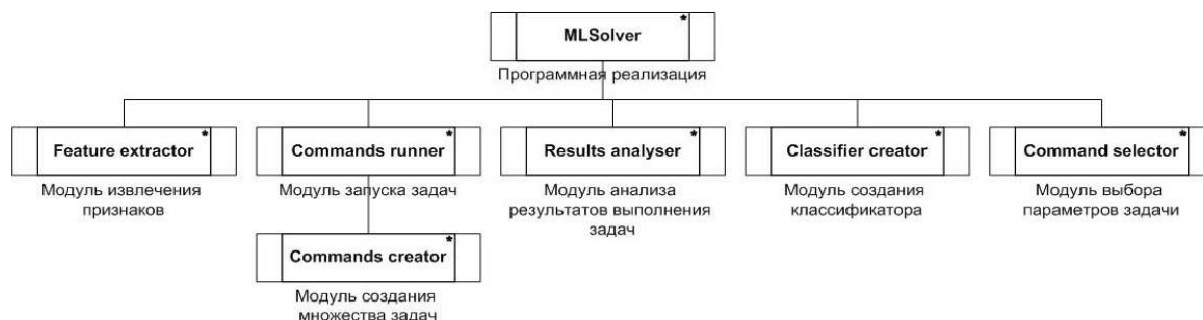 MLSolver
Программная реализация
Feature extractor
Модуль извлечения
признаков
Commands runner
Модуль запуска задач
Results analyser
Модуль анализа
результатов выполнения
задач
Classifier creator
Модуль создания
классификатора
Command selector
Модуль выбора
параметров задачи
Commands creator
Модуль создания
множества задач